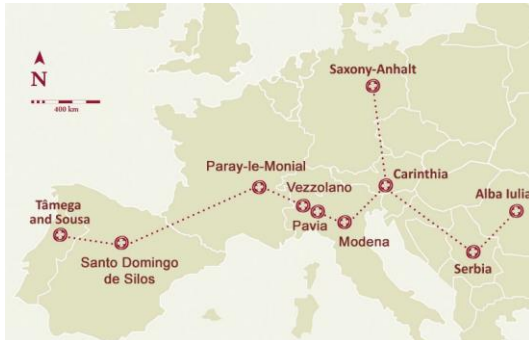 N
400 km
Saxony-Anhalt
Paray-le-Monial
Carinthia
Vezzolano
Alba Iulia
Tâmega
and Sousa
Pavia
Modena
Santo Domingo
de Silos
Serbia